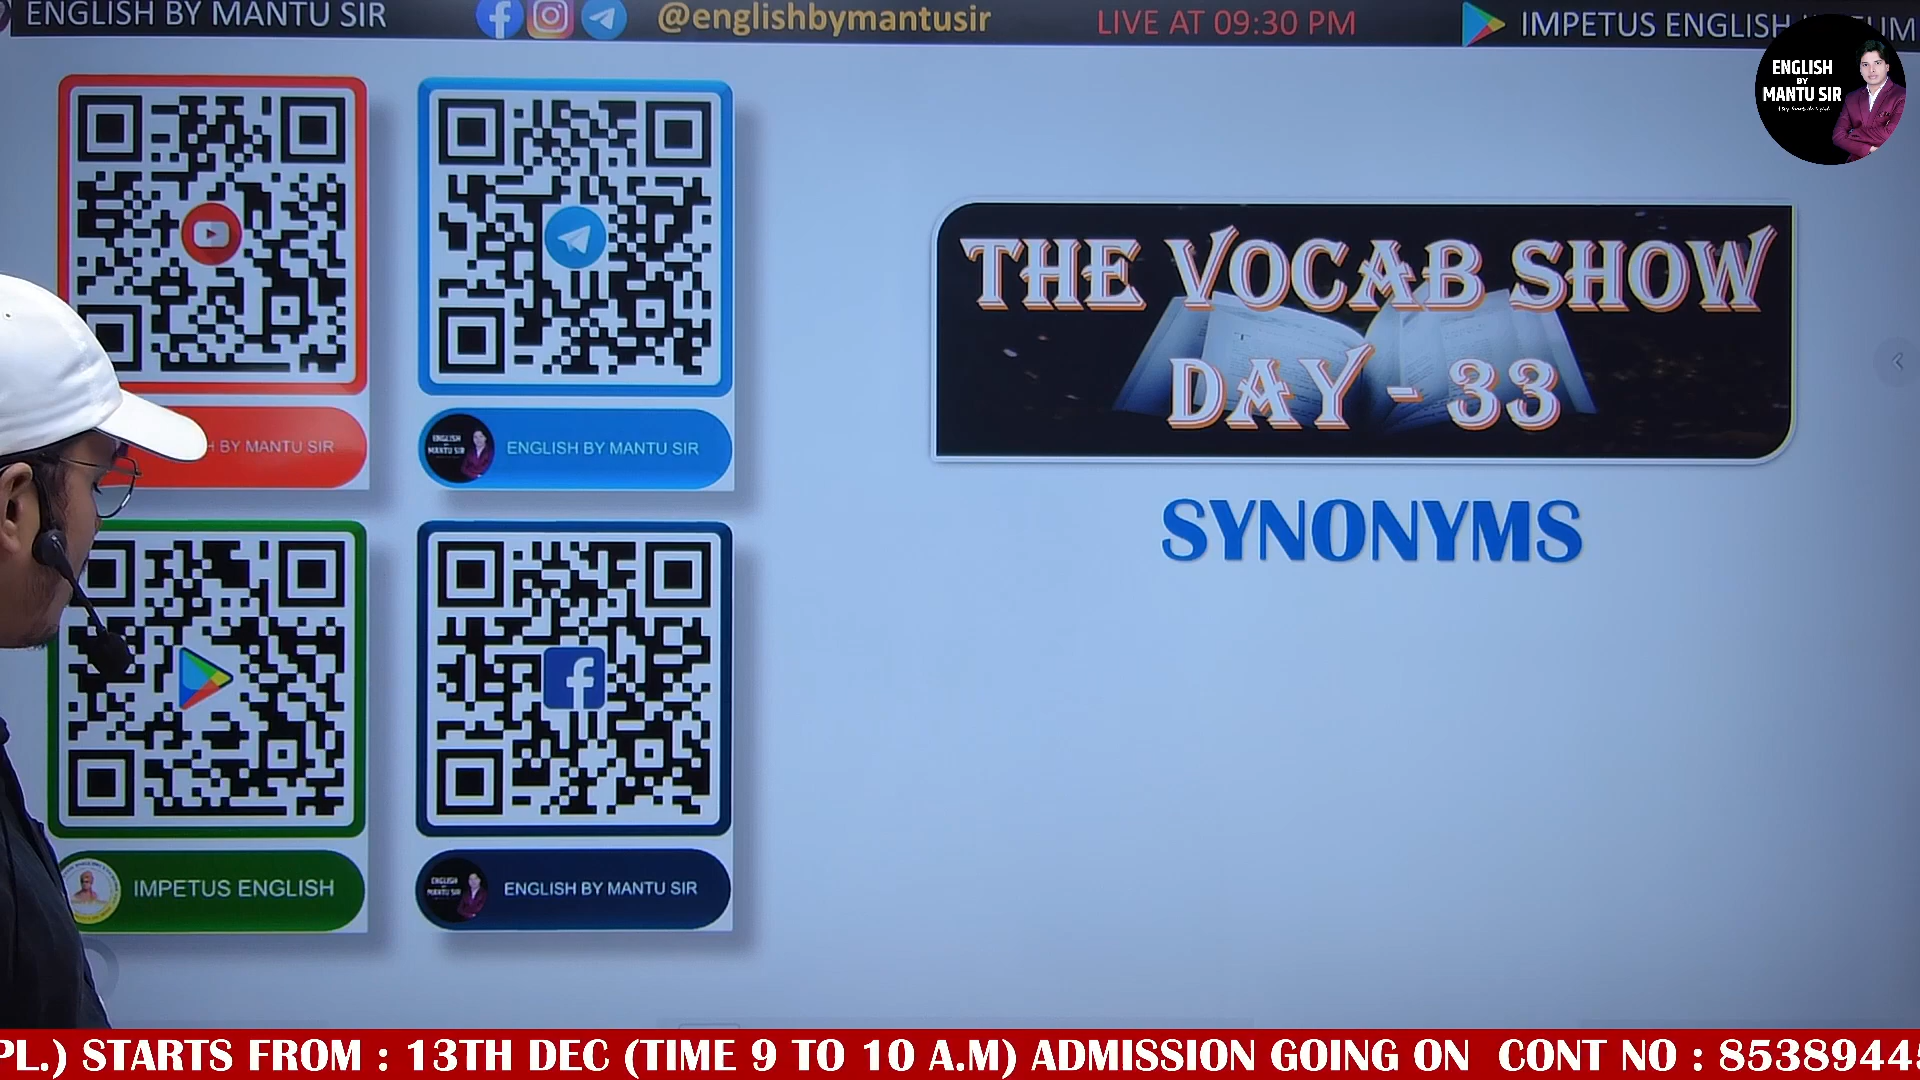 ENGLISH BY MANTU SIR
@englishbymantusir
LIVE AT 09:30 PM
IMPETUS ENGLISH
ENGLISH
BY
MANTU SIR
THE VOCAB SHOW
DAY - 33
SYNONYMS
H BY MANTU SIR
ENGLISH BY MANTU SIR
IMPETUS ENGLISH
ENGLISH BY MANTU SIR
PL.) STARTS FROM : 13TH DEC (TIME 9 TO 10 A.M) ADMISSION GOING ON CONT NO : 8538944